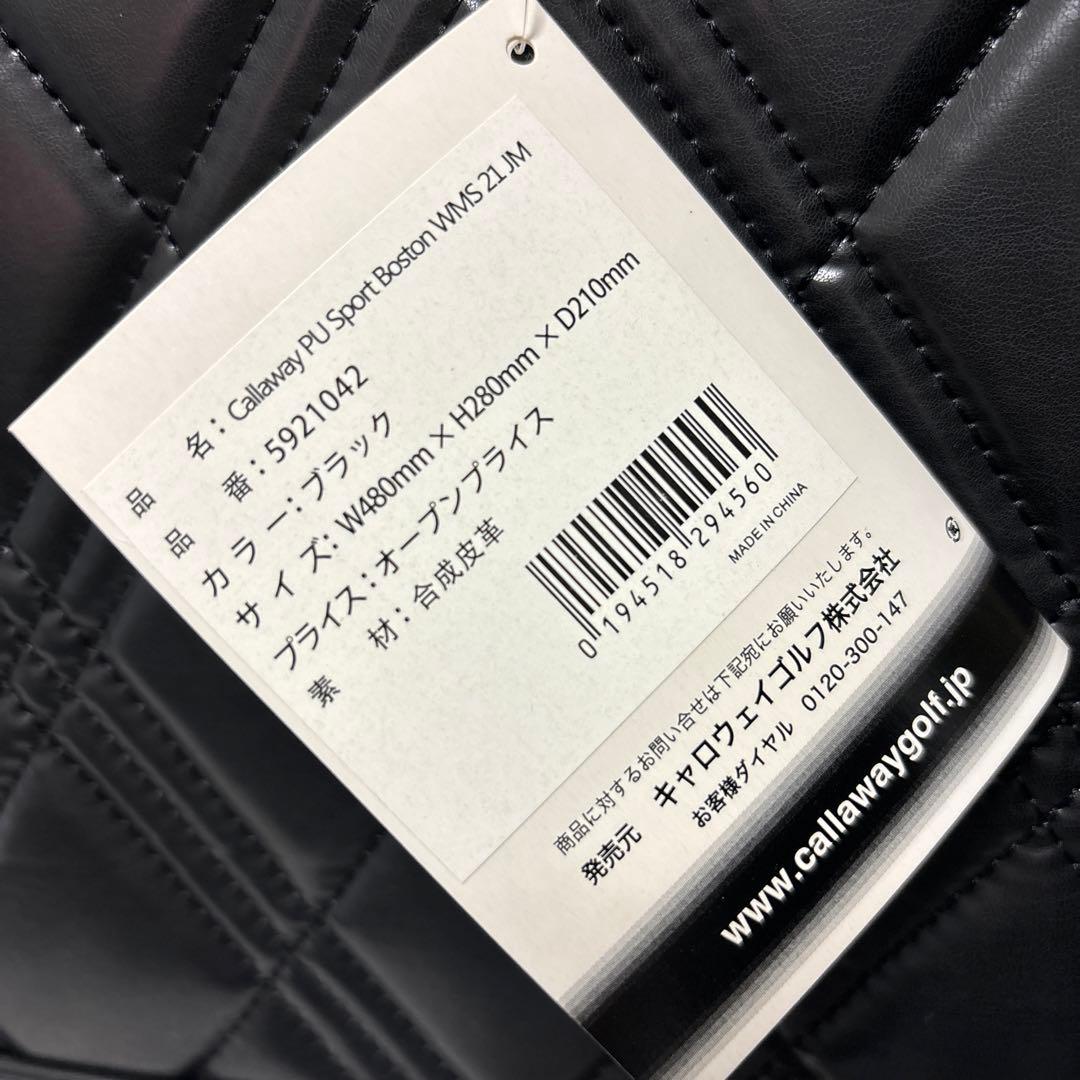 品 名：Callaway PU Sport Boston WMS 21 JM
品 番：5921042
カ ラ ー：ブラック
サ イ ズ：W480mm × H280mm × D210mm
プライス：オープンプライス
素 材：合成皮革
0 194518 294560
MADE IN CHINA
商品に対するお問い合せは下記宛にお願いいたします。
発売元 キャロウェイゴルフ株式会社
お客様ダイヤル 0120-300-147
www.callawaygolf.jp